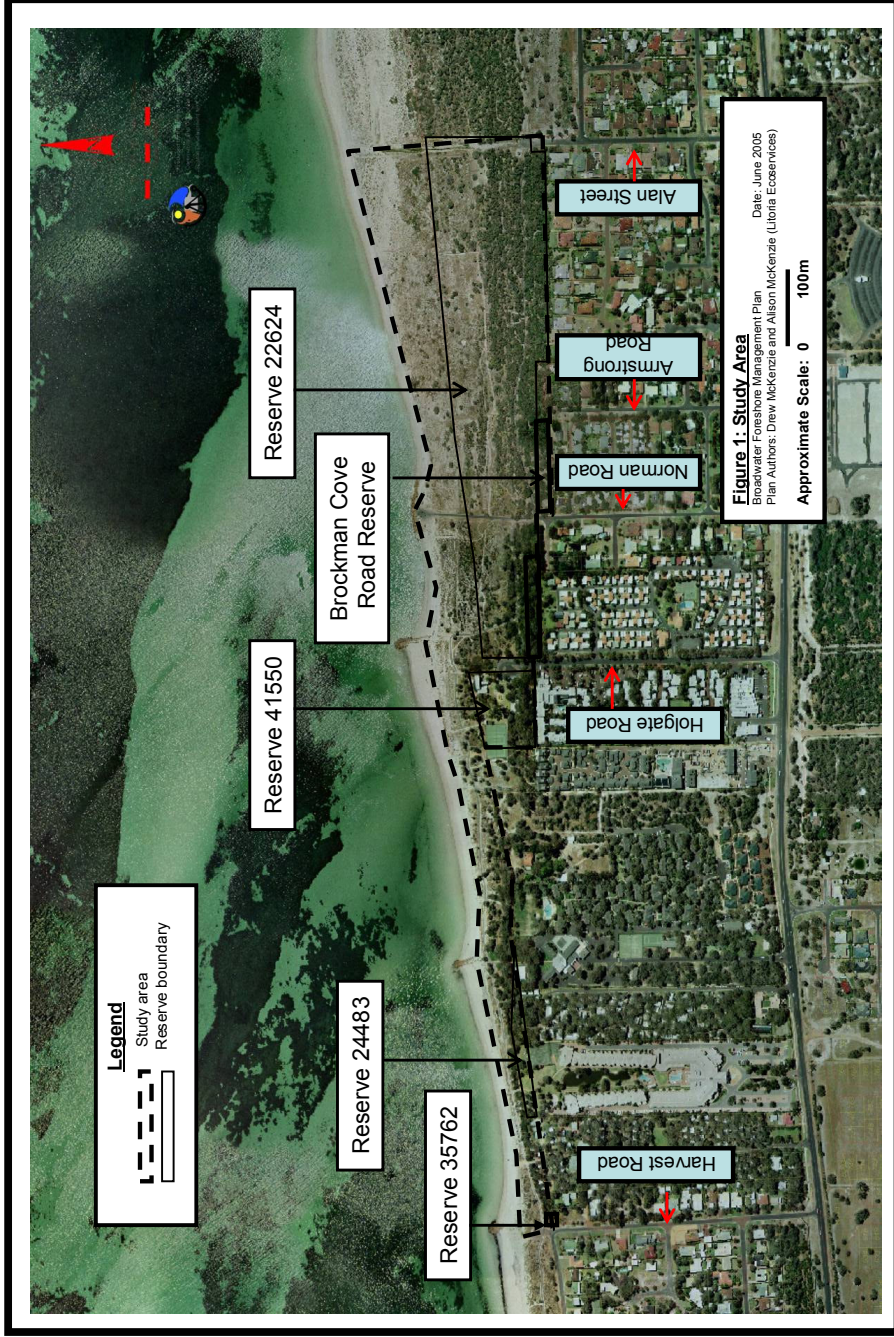 Legend
Study area
Reserve boundary
Reserve 35762
Reserve 24483
Reserve 41550
Brockman Cove
Road Reserve
Reserve 22624
Harvest Road
Holgate Road
Norman Road
Armstrong
Road
Alan Street
Figure 1: Study Area
Broadwater Foreshore Management Plan Date: June 2005
Plan Authors: Drew McKenzie and Alison McKenzie (Litoria Ecoservices)
Approximate Scale: 0 100m